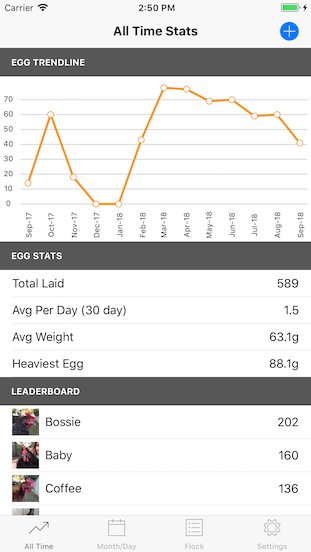 Carrier 2:50 PM
All Time Stats
EGG TRENDLINE
70
60
50
40
30
20
10
0
Sep-17 Oct-17 Nov-17 Dec-17 Jan-18 Feb-18 Mar-18 Apr-18 May-18 Jun-18 Jul-18 Aug-18 Sep-18
EGG STATS
Total Laid 589
Avg Per Day (30 day) 1.5
Avg Weight 63.1g
Heaviest Egg 88.1g
LEADERBOARD
Bossie 202
Baby 160
Coffee 136
All Time Month/Day Flock Settings